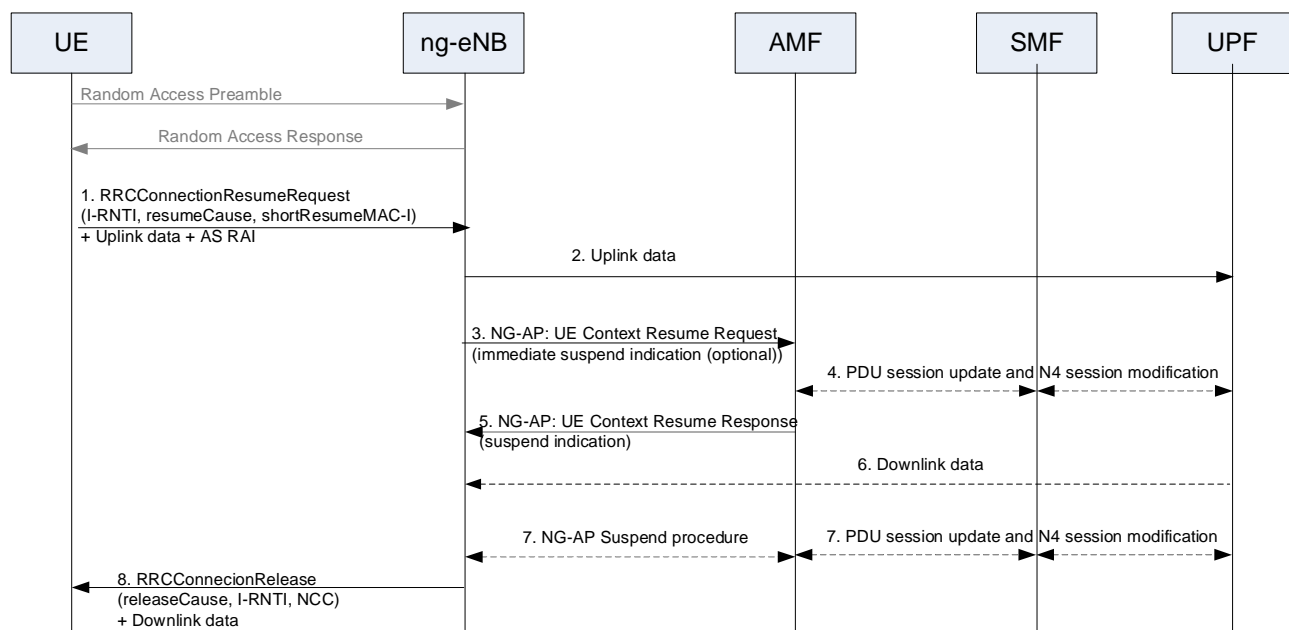 UE
ng-eNB
AMF
SMF
UPF
Random Access Preamble
Random Access Response
1. RRCConnectionResumeRequest
(I-RNTI, resumeCause, shortResumeMAC-I)
+ Uplink data + AS RAI
2. Uplink data
3. NG-AP: UE Context Resume Request
(immediate suspend indication (optional))
4. PDU session update and N4 session modification
5. NG-AP: UE Context Resume Response
(suspend indication)
6. Downlink data
7. NG-AP Suspend procedure
7. PDU session update and N4 session modification
8. RRCConnecionRelease
(releaseCause, I-RNTI, NCC)
+ Downlink data